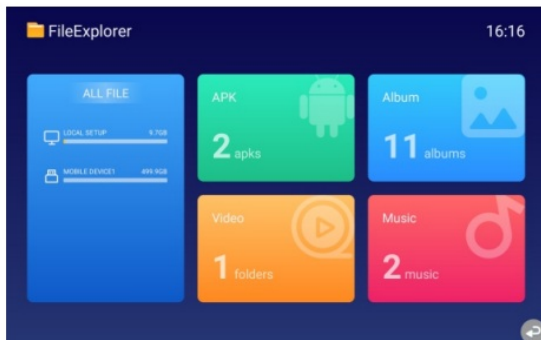 FileExplorer
16:16
ALL FILE
LOCAL SETUP 9.7GB
MOBILE DEVICE1 499.9GB
APK
2 apks
Album
11 albums
Video
1 folders
Music
2 music